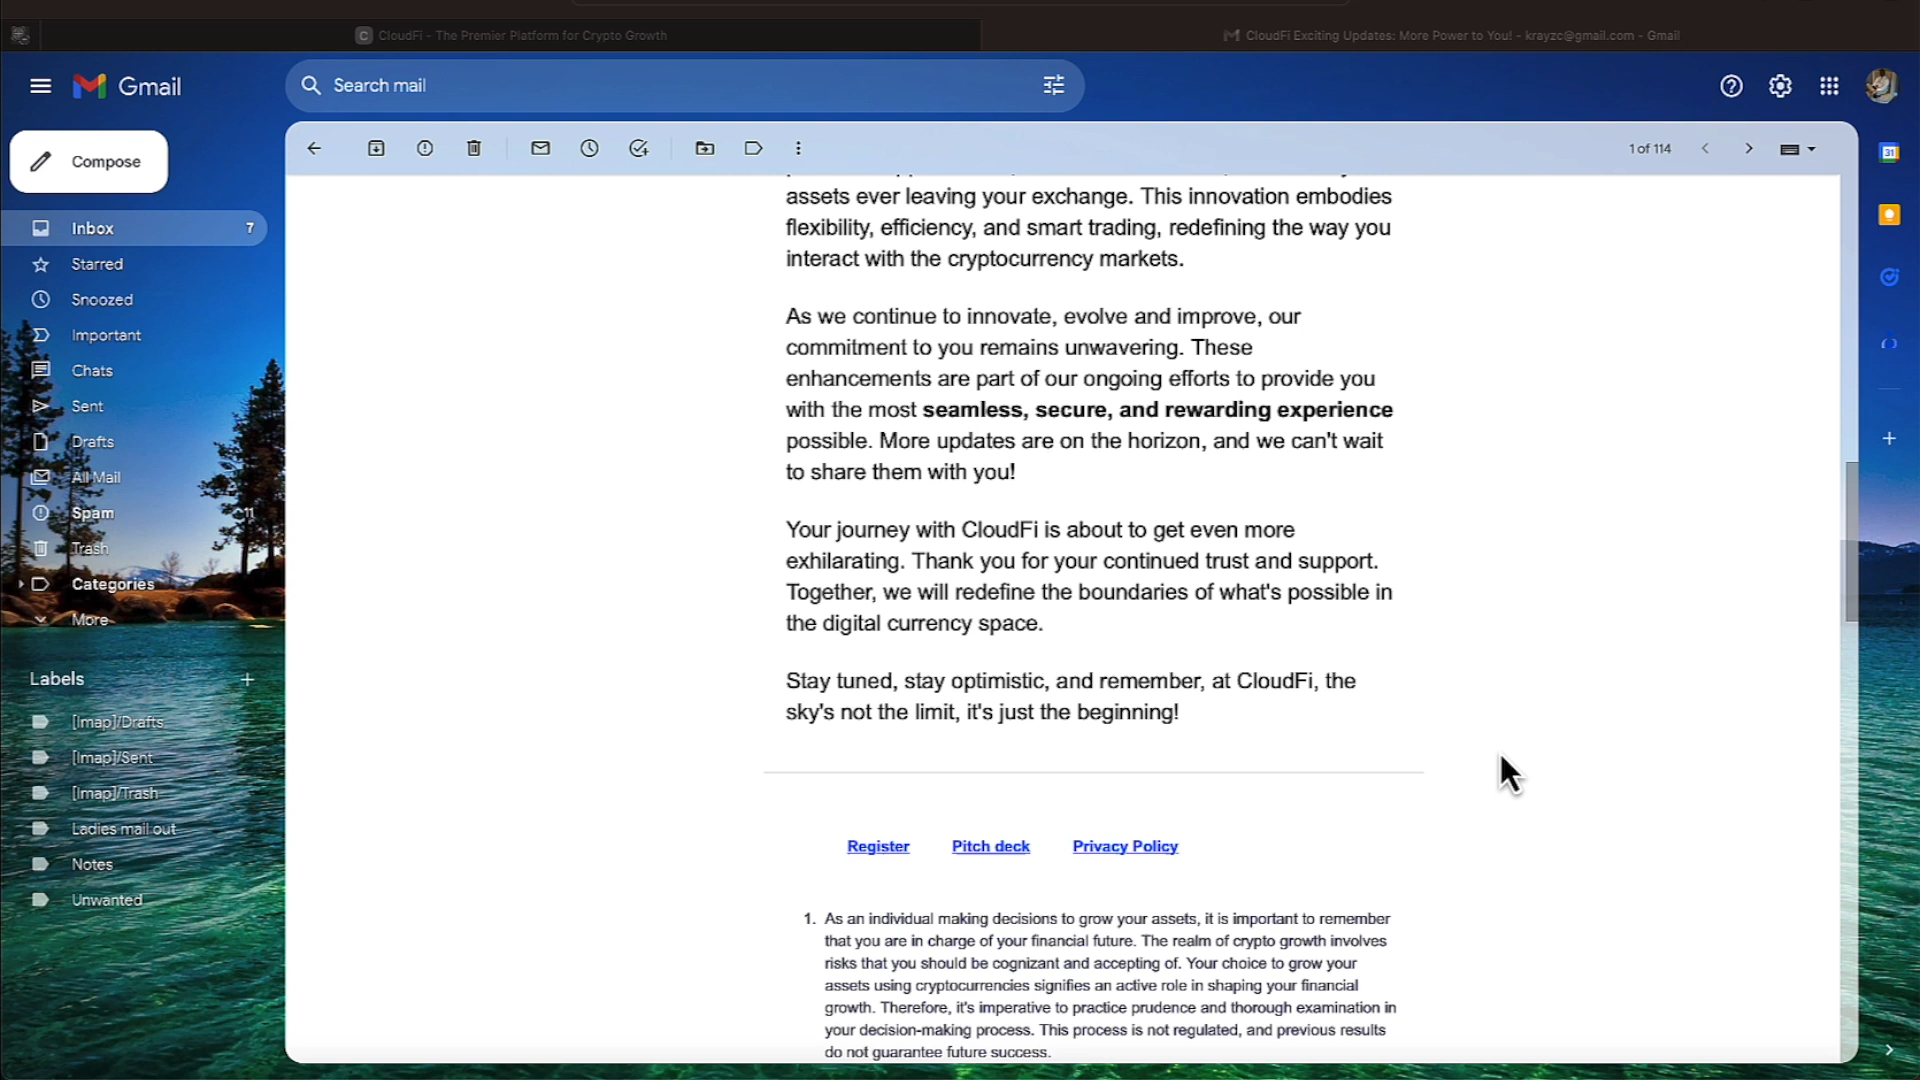 CloudFi - The Premier Platform for Crypto Growth
CloudFi Exciting Updates: More Power to You! - krayzc@gmail.com - Gmail
Gmail
Search mail
Compose
1 of 114
Inbox 7
Starred
Snoozed
Important
Chats
Sent
Drafts
All Mail
Spam 11
Trash
Categories
More
Labels
[Imap]/Drafts
[Imap]/Sent
[Imap]/Trash
Ladies mail out
Notes
Unwanted
assets ever leaving your exchange. This innovation embodies
flexibility, efficiency, and smart trading, redefining the way you
interact with the cryptocurrency markets.
As we continue to innovate, evolve and improve, our
commitment to you remains unwavering. These
enhancements are part of our ongoing efforts to provide you
with the most seamless, secure, and rewarding experience
possible. More updates are on the horizon, and we can't wait
to share them with you!
Your journey with CloudFi is about to get even more
exhilarating. Thank you for your continued trust and support.
Together, we will redefine the boundaries of what's possible in
the digital currency space.
Stay tuned, stay optimistic, and remember, at CloudFi, the
sky's not the limit, it's just the beginning!
Register Pitch deck Privacy Policy
1. As an individual making decisions to grow your assets, it is important to remember
that you are in charge of your financial future. The realm of crypto growth involves
risks that you should be cognizant and accepting of. Your choice to grow your
assets using cryptocurrencies signifies an active role in shaping your financial
growth. Therefore, it's imperative to practice prudence and thorough examination in
your decision-making process. This process is not regulated, and previous results
do not guarantee future success.
31